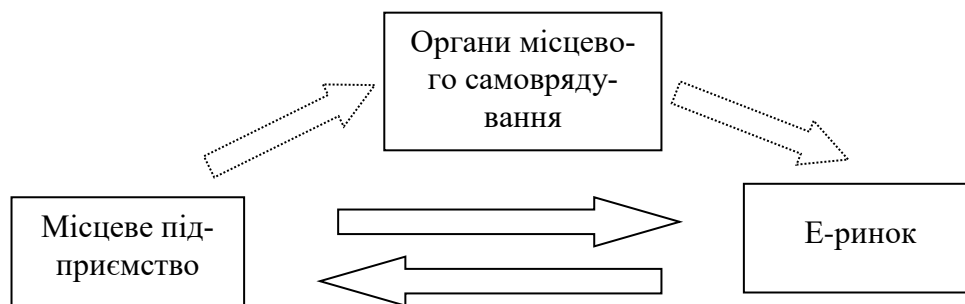 Органи місцево-
го самовряду-
вання
Місцеве під-
приємство
Е-ринок